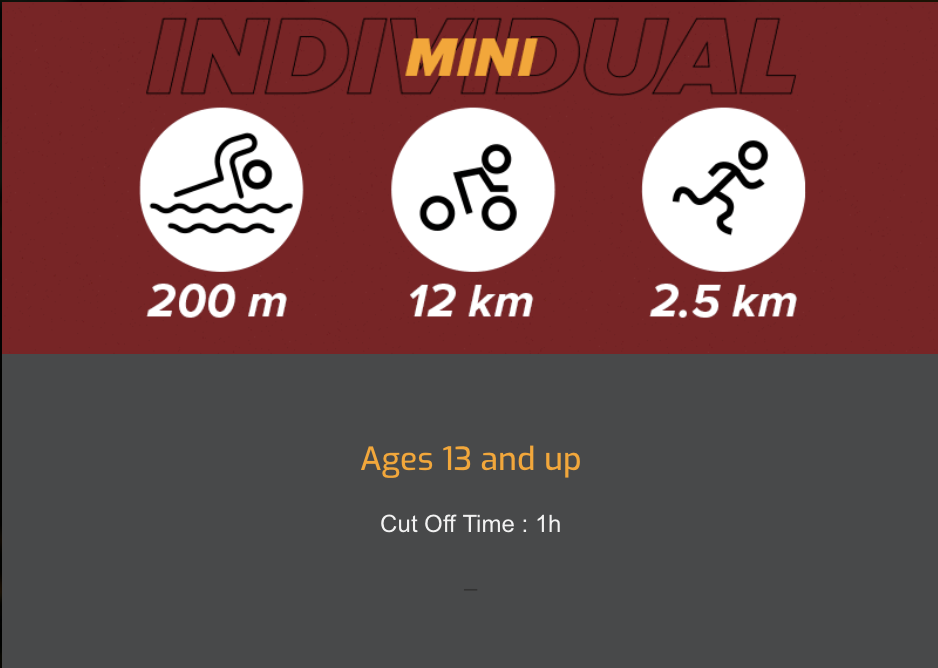 INDIVIDUAL
MINI
200 m 12 km 2.5 km
Ages 13 and up
Cut Off Time : 1h
_